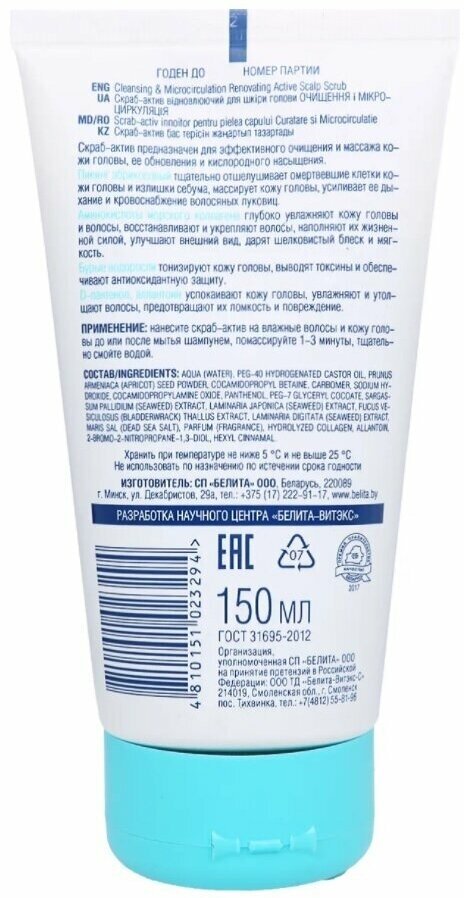 ГОДЕН ДО НОМЕР ПАРТИИ
ENG Cleansing & Microcirculation Renovating Active Scalp Scrub
UA Скраб-актив відновлюючий для шкіри голови ОЧИЩЕННЯ і МІКРО-
ЦИРКУЛЯЦІЯ
MD/RO Scrab-activ innoitor pentru pielea capului Curatare si Microcirculatie
KZ Скраб-актив бас терісін жаңартып тазартады
Скраб-актив предназначен для эффективного очищения и массажа ко-
жи головы, ее обновления и кислородного насыщения.
Пилинг абрикосовый тщательно отшелушивает омертвевшие клетки ко-
жи головы и излишки себума, массирует кожу головы, усиливает ее ды-
хание и кровоснабжение волосяных луковиц.
Аминокислоты морского коллагена глубоко увлажняют кожу головы
и волосы, восстанавливают и укрепляют волосы, наполняют их жизнен-
ной силой, улучшают внешний вид, дарят шелковистый блеск и мяг-
кость.
Бурые водоросли тонизируют кожу головы, выводят токсины и обеспе-
чивают антиоксидантную защиту.
D-пантенол, аллантоин успокаивают кожу головы, увлажняют и утол-
щают волосы, предотвращают их ломкость и повреждение.
ПРИМЕНЕНИЕ: нанесите скраб-актив на влажные волосы и кожу голо-
вы до или после мытья шампунем, помассируйте 1–3 минуты, тщатель-
но смойте водой.
СОСТАВ/INGREDIENTS: AQUA (WATER), PEG-40 HYDROGENATED CASTOR OIL, PRUNUS
ARMENIACA (APRICOT) SEED POWDER, COCAMIDOPROPYL BETAINE, CARBOMER, SODIUM HY-
DROXIDE, COCAMIDOPROPYLAMINE OXIDE, PANTHENOL, PEG-7 GLYCERYL COCOATE, SARGAS-
SUM PALLIDIUM (SEAWEED) EXTRACT, LAMINARIA JAPONICA (SEAWEED) EXTRACT, FUCUS VE-
SICULOSUS (BLADDERWRACK) THALLUS EXTRACT, LAMINARIA DIGITATA (SEAWEED) EXTRACT,
MARIS SAL (DEAD SEA SALT), PARFUM (FRAGRANCE), HYDROLYZED COLLAGEN, ALLANTOIN,
2-BROMO-2-NITROPROPANE-1,3-DIOL, HEXYL CINNAMAL.
Хранить при температуре не ниже 5 °С и не выше 25 °С
Не использовать по назначению по истечении срока годности
ИЗГОТОВИТЕЛЬ: СП «БЕЛИТА» ООО, Беларусь, 220089
г. Минск, ул. Декабристов, 29а, тел.: +375 (17) 222–91–17, www.belita.by
РАЗРАБОТКА НАУЧНОГО ЦЕНТРА «БЕЛИТА–ВИТЭКС»
4 810151 023294
EAC
07
2017
150 МЛ
ГОСТ 31695-2012
Организация,
уполномоченная СП «БЕЛИТА» ООО
на принятие претензий в Российской
Федерации: ООО ТД «Белита-Витэкс-С»
214019, Смоленская обл., г. Смоленск
пос. Тихвинка, тел.: +7(4812) 55-81-96